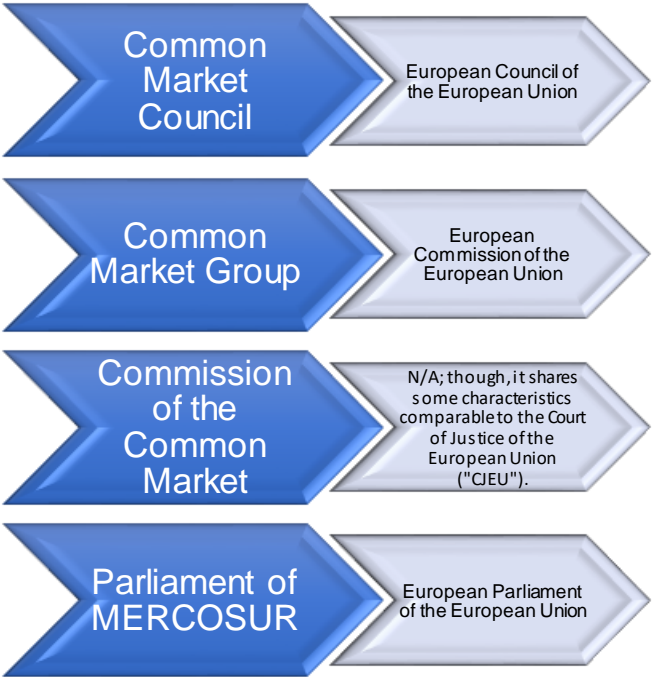 Common
Market
Council
European Council of
the European Union
Common
Market Group
European
Commission of the
European Union
Commission
of the
Common
Market
N/A; though, it shares
some characteristics
comparable to the Court
of Justice of the
European Union
("CJEU").
Parliament of
MERCOSUR
European Parliament
of the European Union